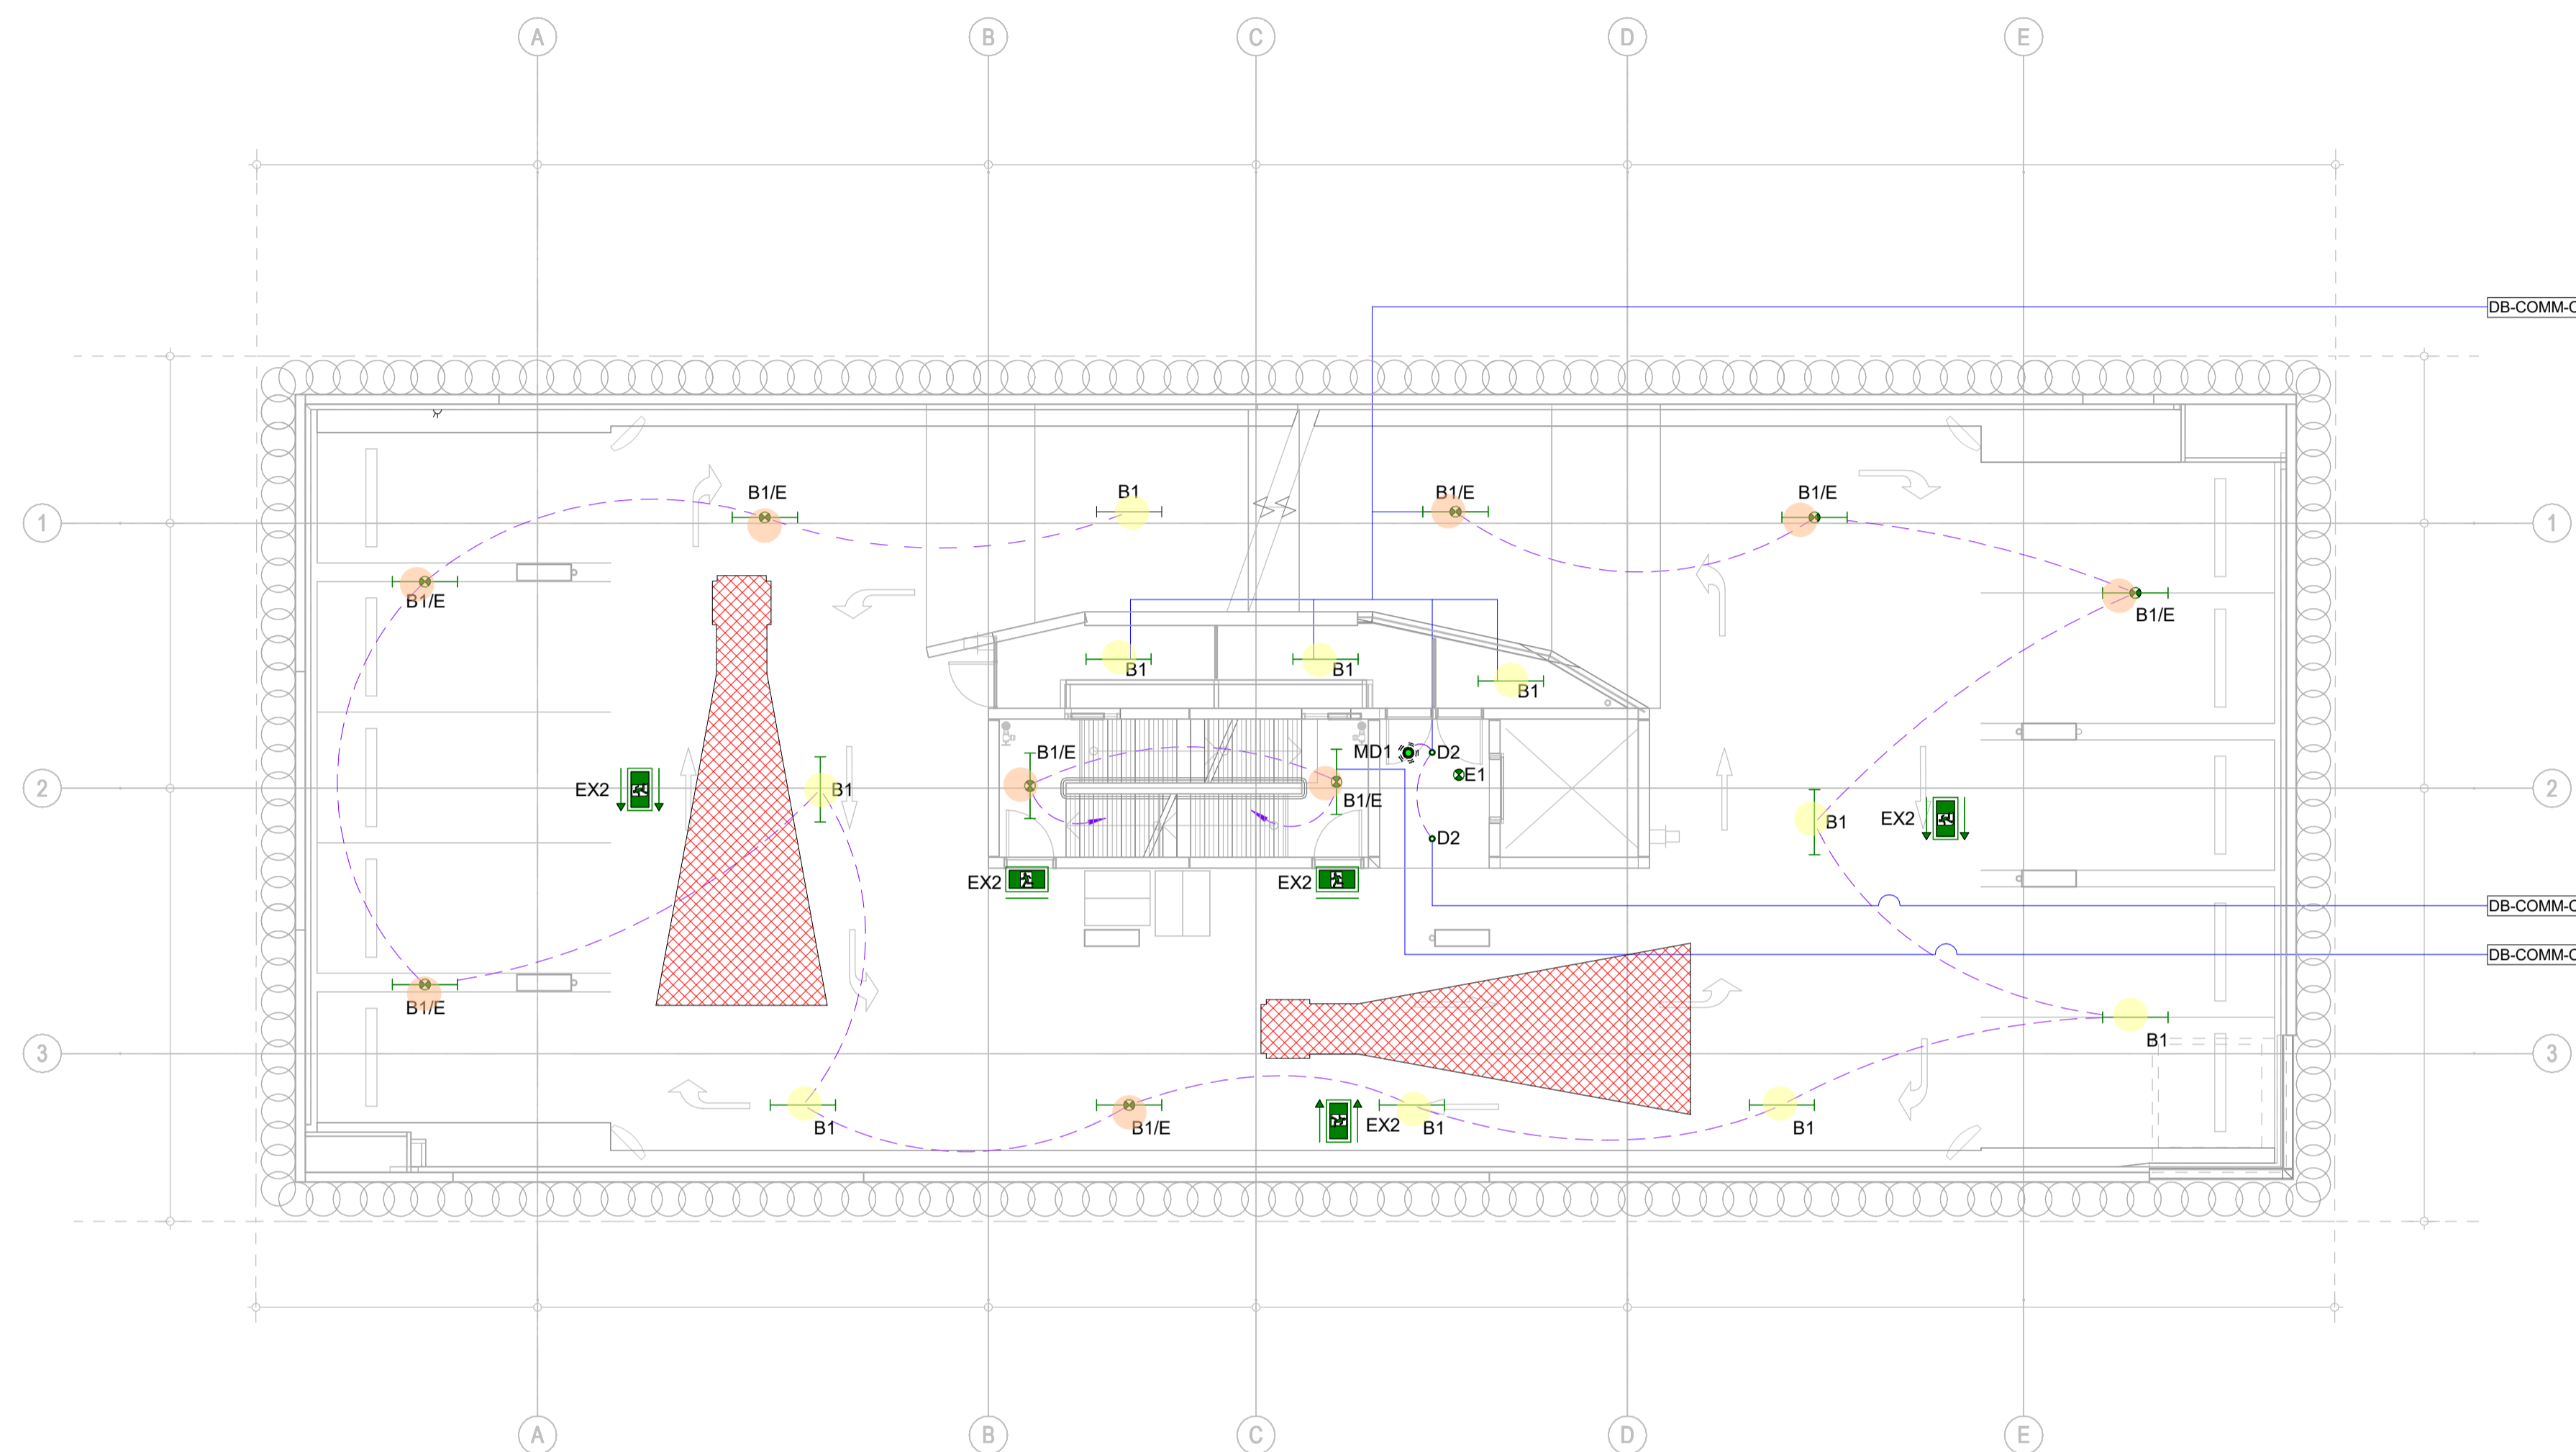 A B C D E
DB-COMM-C
B1/E B1 B1/E B1/E
1 1
B1/E B1/E
B1 B1 B1
B1/E MD1 D2
E1
EX2 B1 B1/E B1 EX2
2 2
D2
EX2 EX2
DB-COMM-C
DB-COMM-C
B1/E
B1
3 3
B1 B1/E EX2 B1 B1
A B C D E